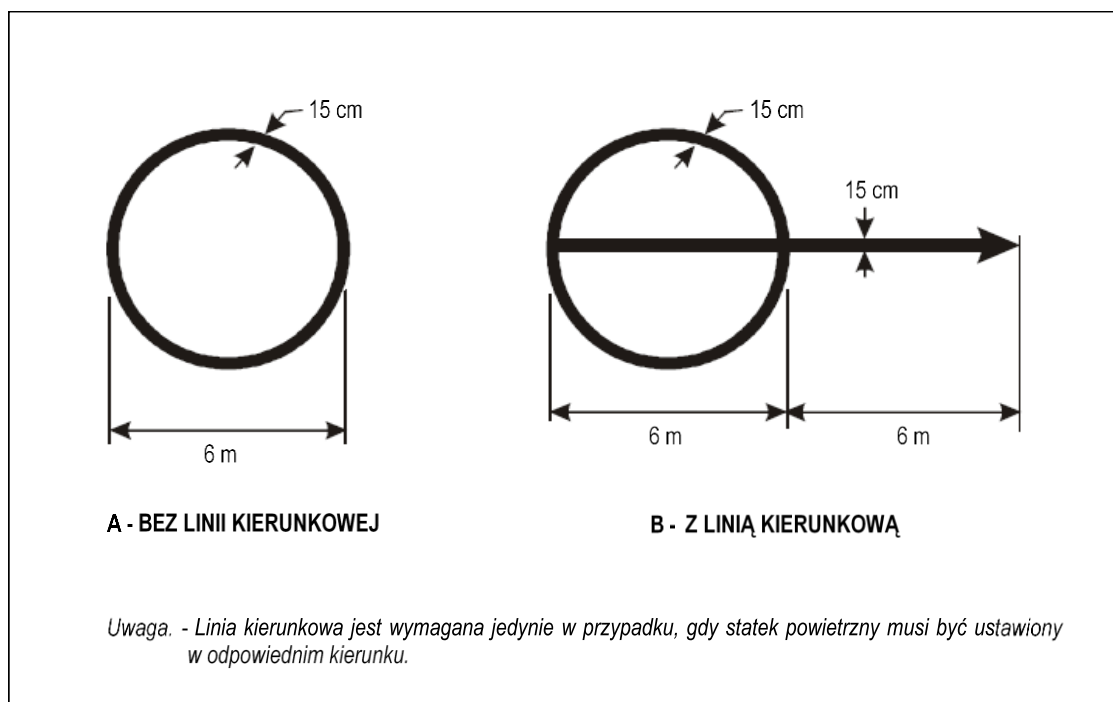 15 cm
15 cm
15 cm
6 m
6 m
6 m
A - BEZ LINII KIERUNKOWEJ
B - Z LINIĄ KIERUNKOWĄ
Uwaga. - Linia kierunkowa jest wymagana jedynie w przypadku, gdy statek powietrzny musi być ustawiony
w odpowiednim kierunku.